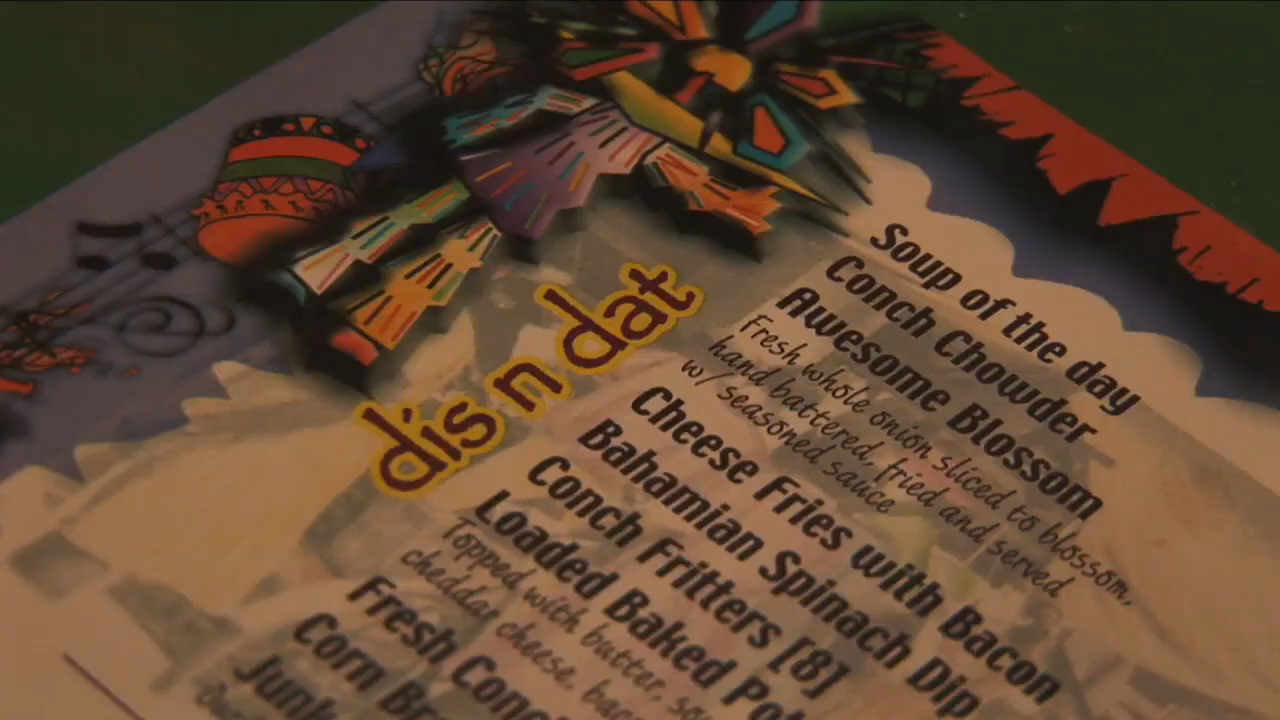 dis n dat
Soup of the day
Conch Chowder
Awesome Blossom
Fresh whole onion sliced to blossom,
hand battered, fried and served
w/ seasoned sauce
Cheese Fries with Bacon
Bahamian Spinach Dip
Conch Fritters [8]
Loaded Baked
Topped with butter,
cheddar cheese,
Fresh
Corn